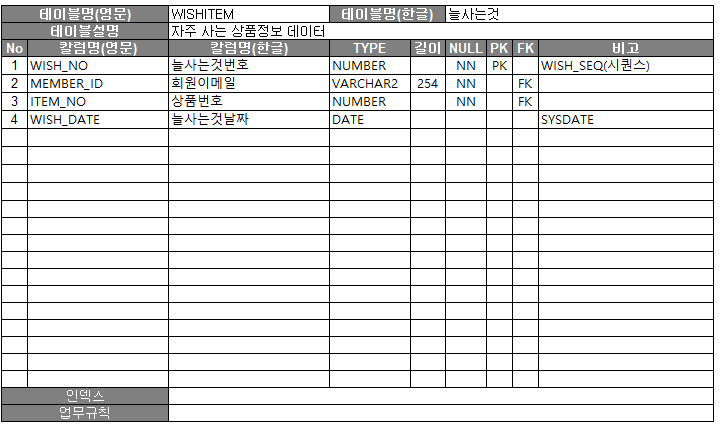 테이블명(영문) WISHITEM 테이블명(한글) 늘사는것
테이블설명 자주 사는 상품정보 데이터
No 칼럼명(영문) 칼럼명(한글) TYPE 길이 NULL PK FK 비고
1 WISH_NO 늘사는것번호 NUMBER NN PK WISH_SEQ(시퀀스)
2 MEMBER_ID 회원이메일 VARCHAR2 254 NN FK
3 ITEM_NO 상품번호 NUMBER NN FK
4 WISH_DATE 늘사는것날짜 DATE SYSDATE
인덱스
업무규칙